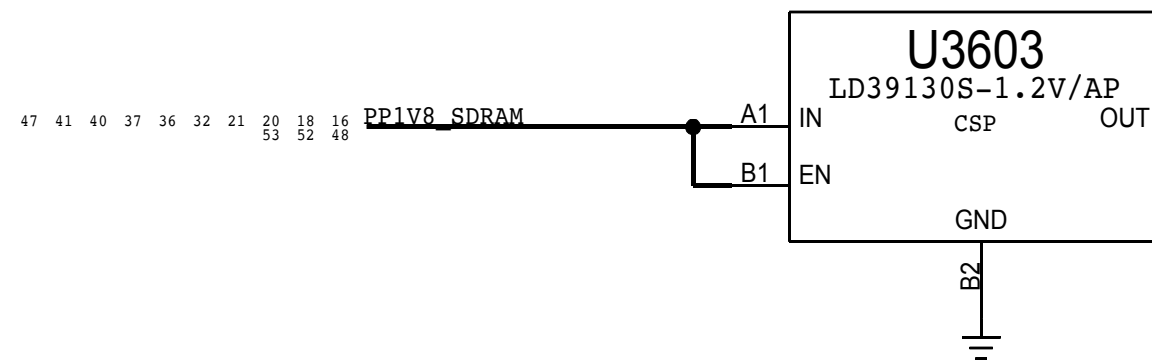 U3603
LD39130S-1.2V/AP
CSP
47 41 40 37 36 32 21 20 18 16 PP1V8_SDRAM
53 52 48
A1 IN
OUT
B1 EN
GND
B2